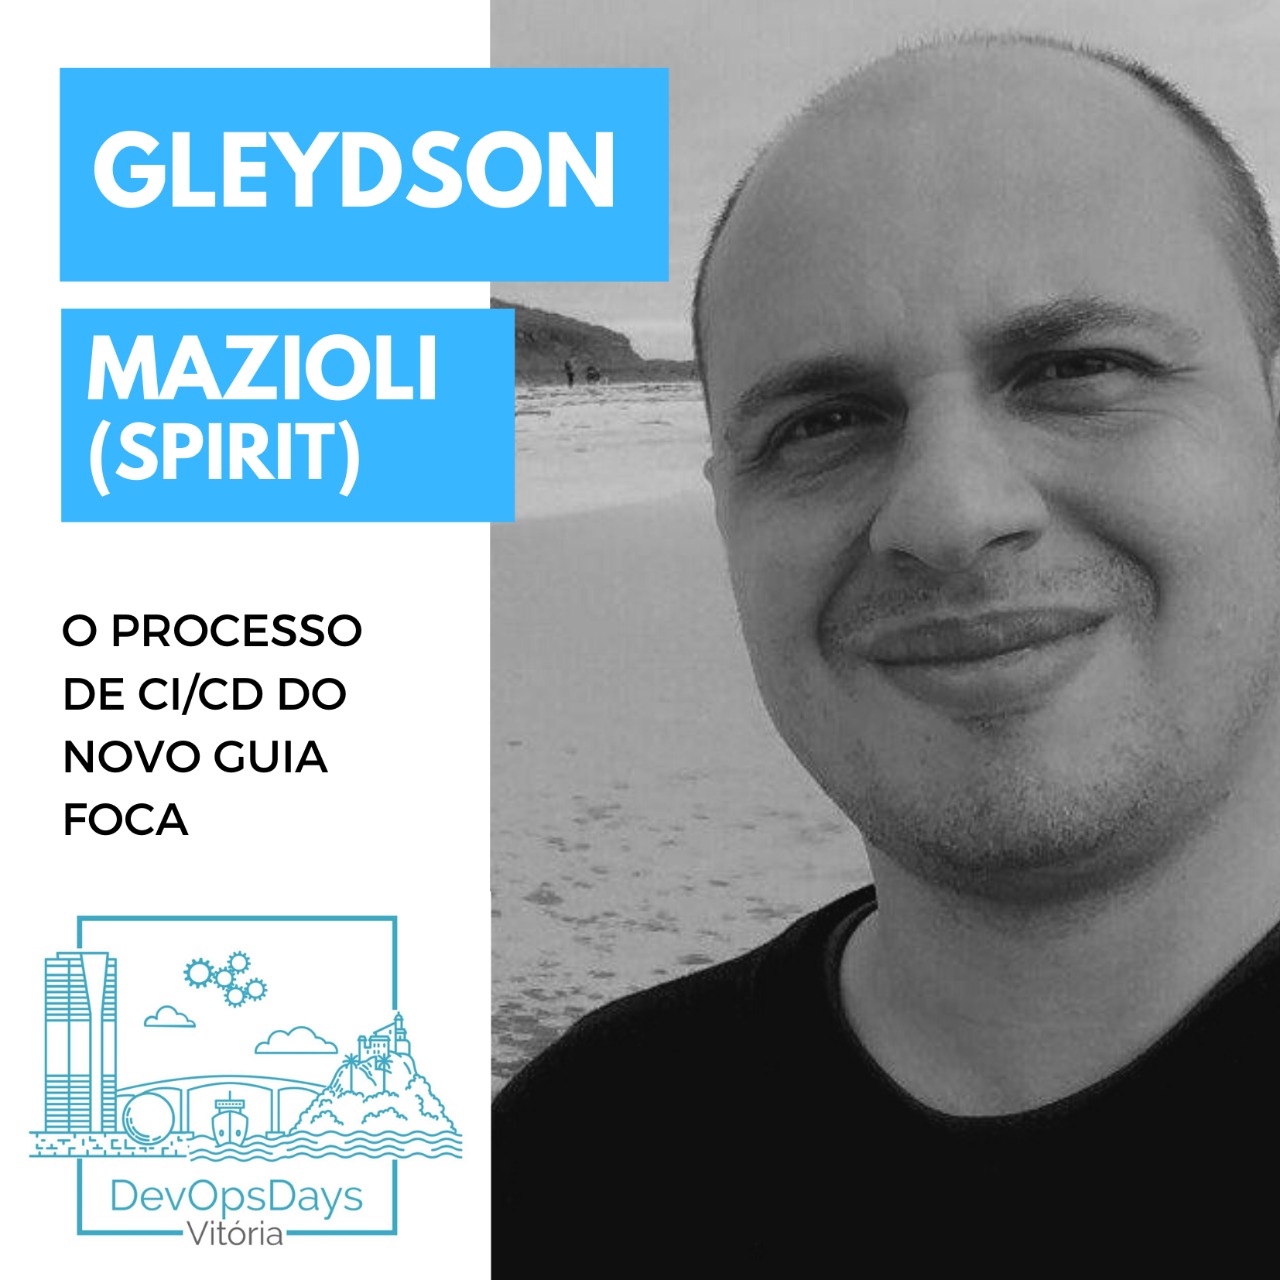 GLEYDSON
MAZIOLI
(SPIRIT)
O PROCESSO
DE CI/CD DO
NOVO GUIA
FOCA
DevOpsDays
Vitória